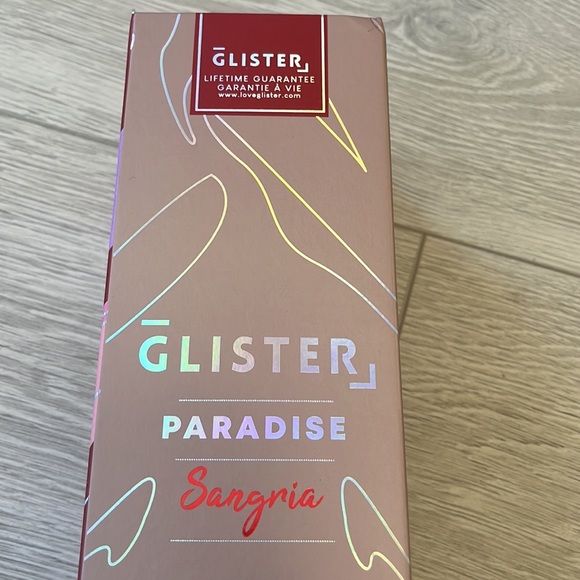 GLISTER
LIFETIME GUARANTEE
GARANTIE À VIE
www.loveglister.com
GLISTER
PARADISE
Sangria